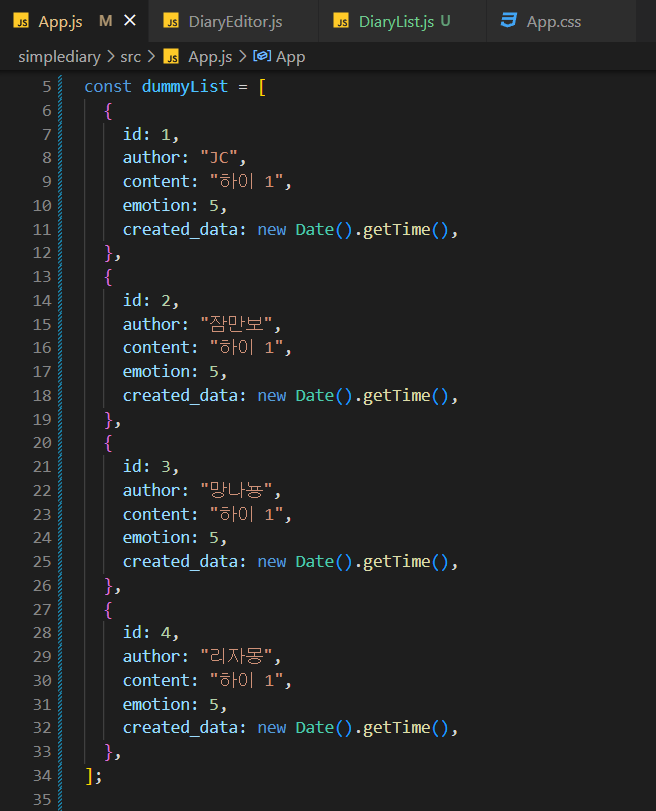 JS App.js M ×
JS DiaryEditor.js
JS DiaryList.js U
App.css
simplediary > src > JS App.js > App
5 const dummyList = [
6 {
7 id: 1,
8 author: "JC",
9 content: "하이 1",
10 emotion: 5,
11 created_data: new Date().getTime(),
12 },
13 {
14 id: 2,
15 author: "잠만보",
16 content: "하이 1",
17 emotion: 5,
18 created_data: new Date().getTime(),
19 },
20 {
21 id: 3,
22 author: "망나뇽",
23 content: "하이 1",
24 emotion: 5,
25 created_data: new Date().getTime(),
26 },
27 {
28 id: 4,
29 author: "리자몽",
30 content: "하이 1",
31 emotion: 5,
32 created_data: new Date().getTime(),
33 },
34 ];
35